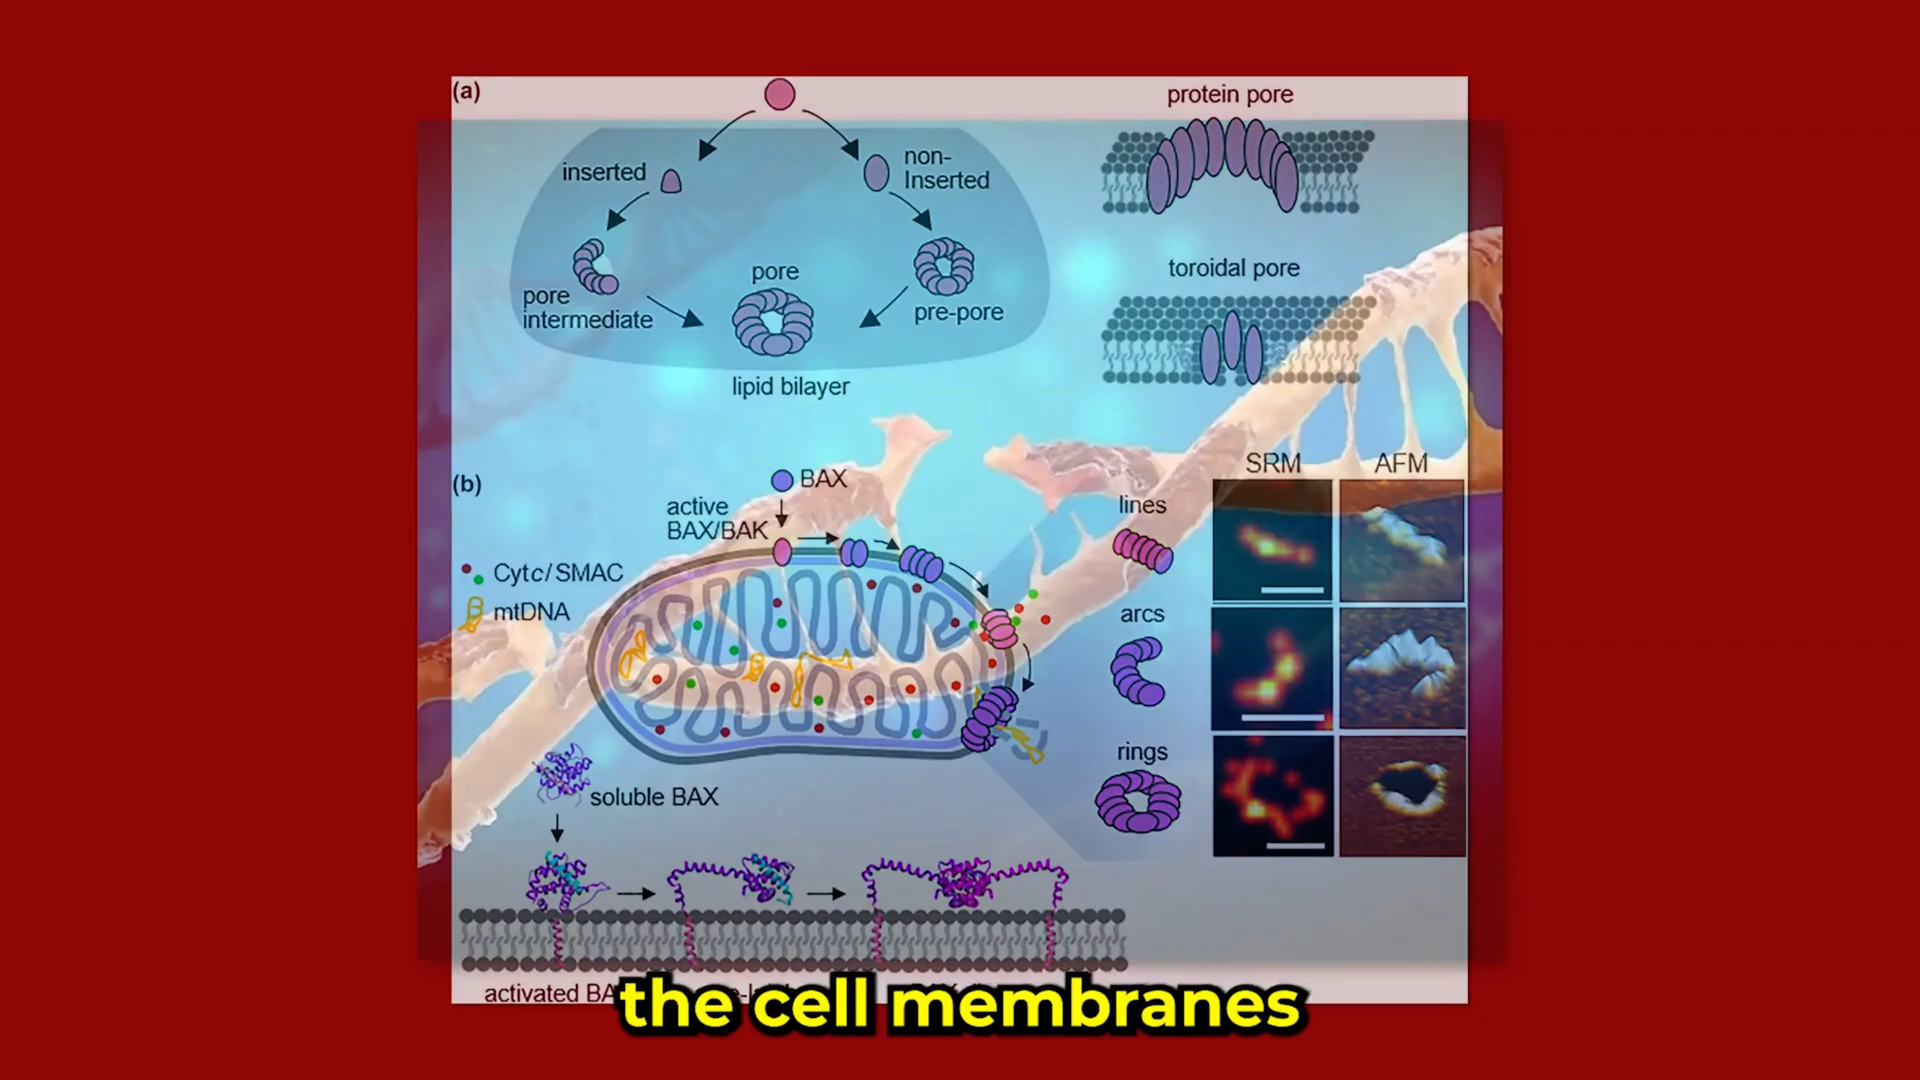 (a)
inserted
non-
Inserted
pore
intermediate
pore
pre-pore
lipid bilayer
protein pore
toroidal pore
(b)
BAX
active
BAX/BAK
Cytc/SMAC
mtDNA
soluble BAX
activated
lines
arcs
rings
SRM
AFM
the cell membranes